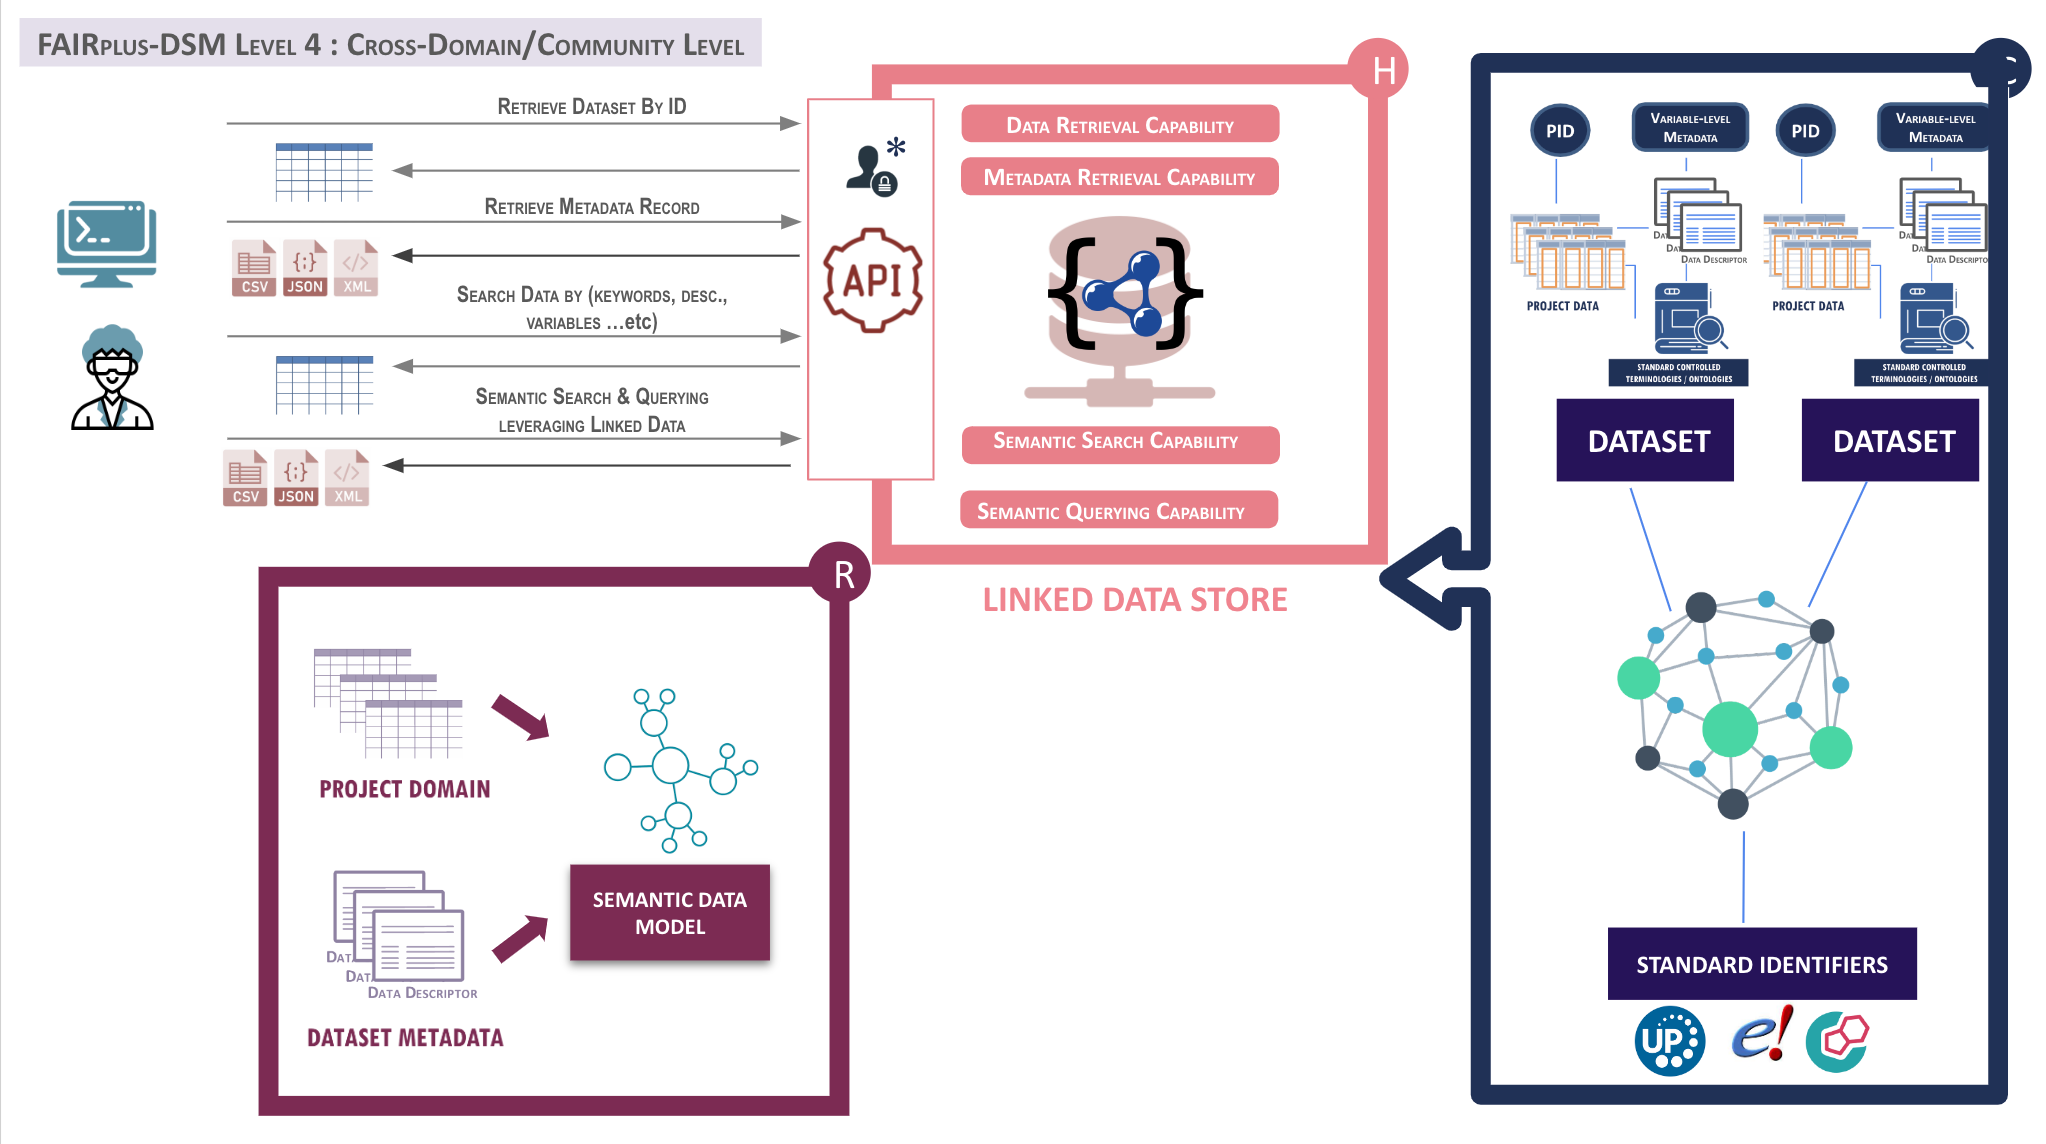 FAIRplus-DSM Level 4 : Cross-Domain/Community Level
Retrieve Dataset By ID
Retrieve Metadata Record
CSV
JSON
XML
Search Data by (keywords, desc.,
variables ...etc)
Semantic Search & Querying
leveraging Linked Data
CSV
JSON
XML
*
API
H
Data Retrieval Capability
Metadata Retrieval Capability
{ }
Semantic Search Capability
Semantic Querying Capability
LINKED DATA STORE
R
PROJECT DOMAIN
Data Descriptor
DATASET METADATA
SEMANTIC DATA
MODEL
PID
Variable-level
Metadata
Data Descriptor
PROJECT DATA
STANDARD CONTROLLED
TERMINOLOGIES / ONTOLOGIES
DATASET
PID
Variable-level
Metadata
Data Descripto
PROJECT DATA
STANDARD CONTROLLED
TERMINOLOGIES / ONTOLOGIES
DATASET
STANDARD IDENTIFIERS
UP
e!